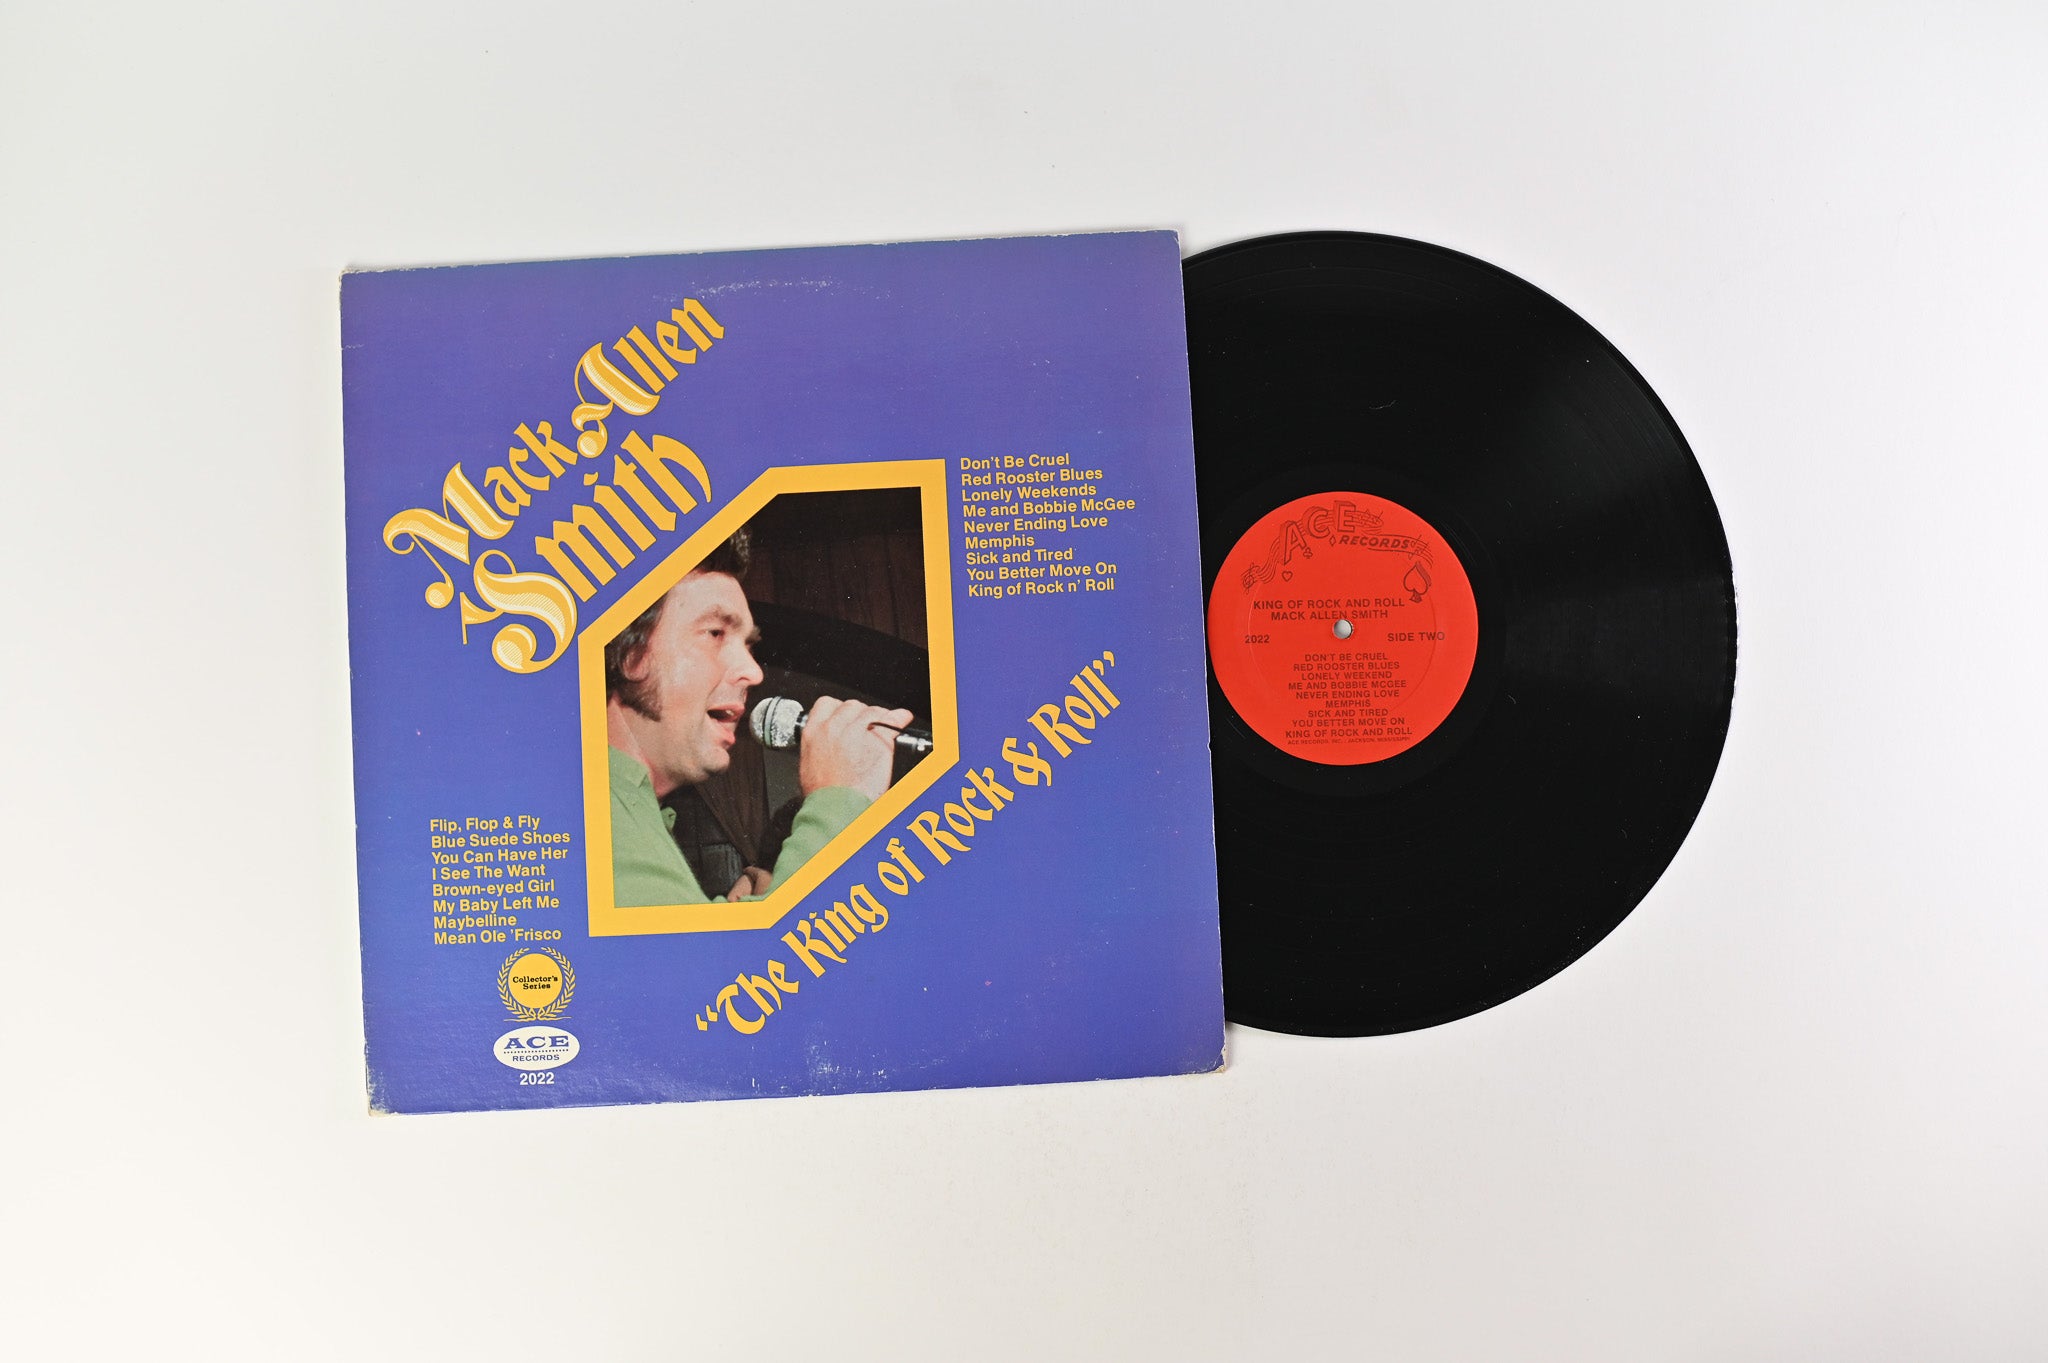 Mack Allen
Smith
Don't Be Cruel
Red Rooster Blues
Lonely Weekends
Me and Bobbie McGee
Never Ending Love
Memphis
Sick and Tired
You Better Move On
King of Rock n' Roll
"The King of Rock & Roll"
Flip, Flop & Fly
Blue Suede Shoes
You Can Have Her
I See The Want
Brown-eyed Girl
My Baby Left Me
Maybelline
Mean Ole 'Frisco
Collector's
Series
ACE
RECORDS
2022
ACE
RECORDS
KING OF ROCK AND ROLL
MACK ALLEN SMITH
2022 SIDE TWO
DON'T BE CRUEL
RED ROOSTER BLUES
LONELY WEEKEND
ME AND BOBBIE MCGEE
NEVER ENDING LOVE
MEMPHIS
SICK AND TIRED
YOU BETTER MOVE ON
KING OF ROCK AND ROLL
ACE RECORDS, INC. / JACKSON, MISSISSIPPI